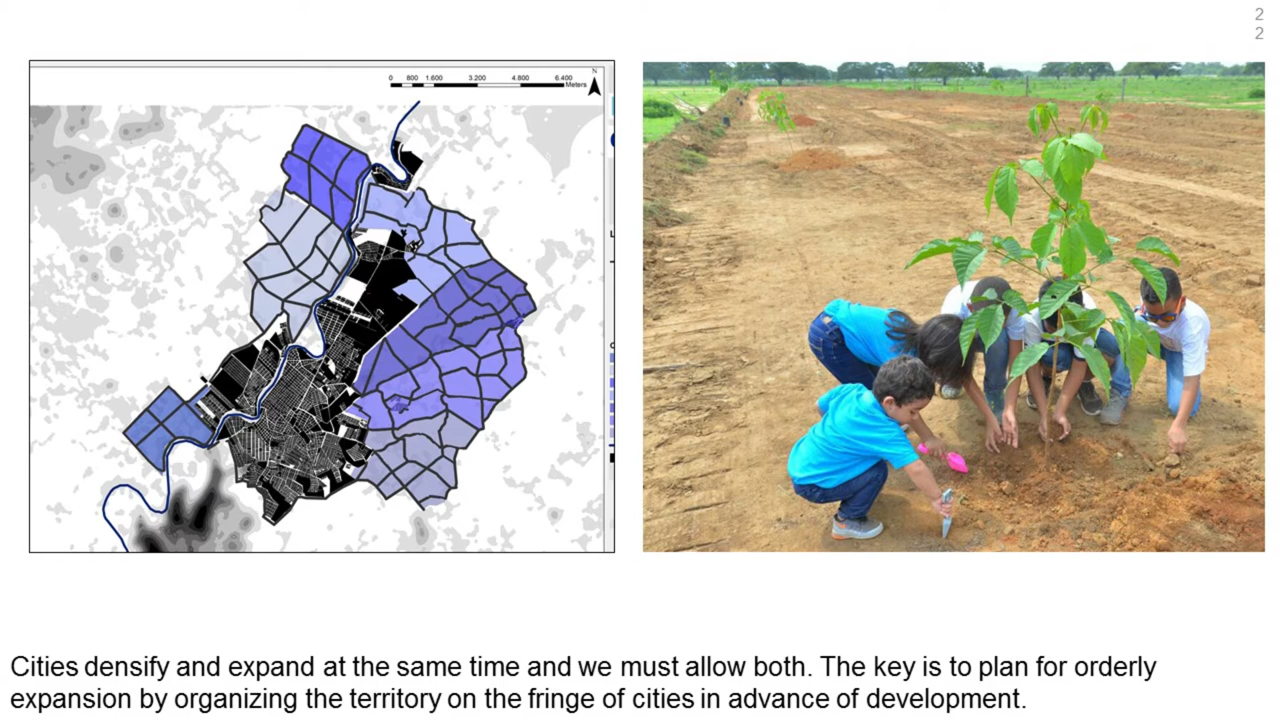 2
2
0 800 1.600 3.200 4.800 6.400
Meters
N
Cities densify and expand at the same time and we must allow both. The key is to plan for orderly
expansion by organizing the territory on the fringe of cities in advance of development.